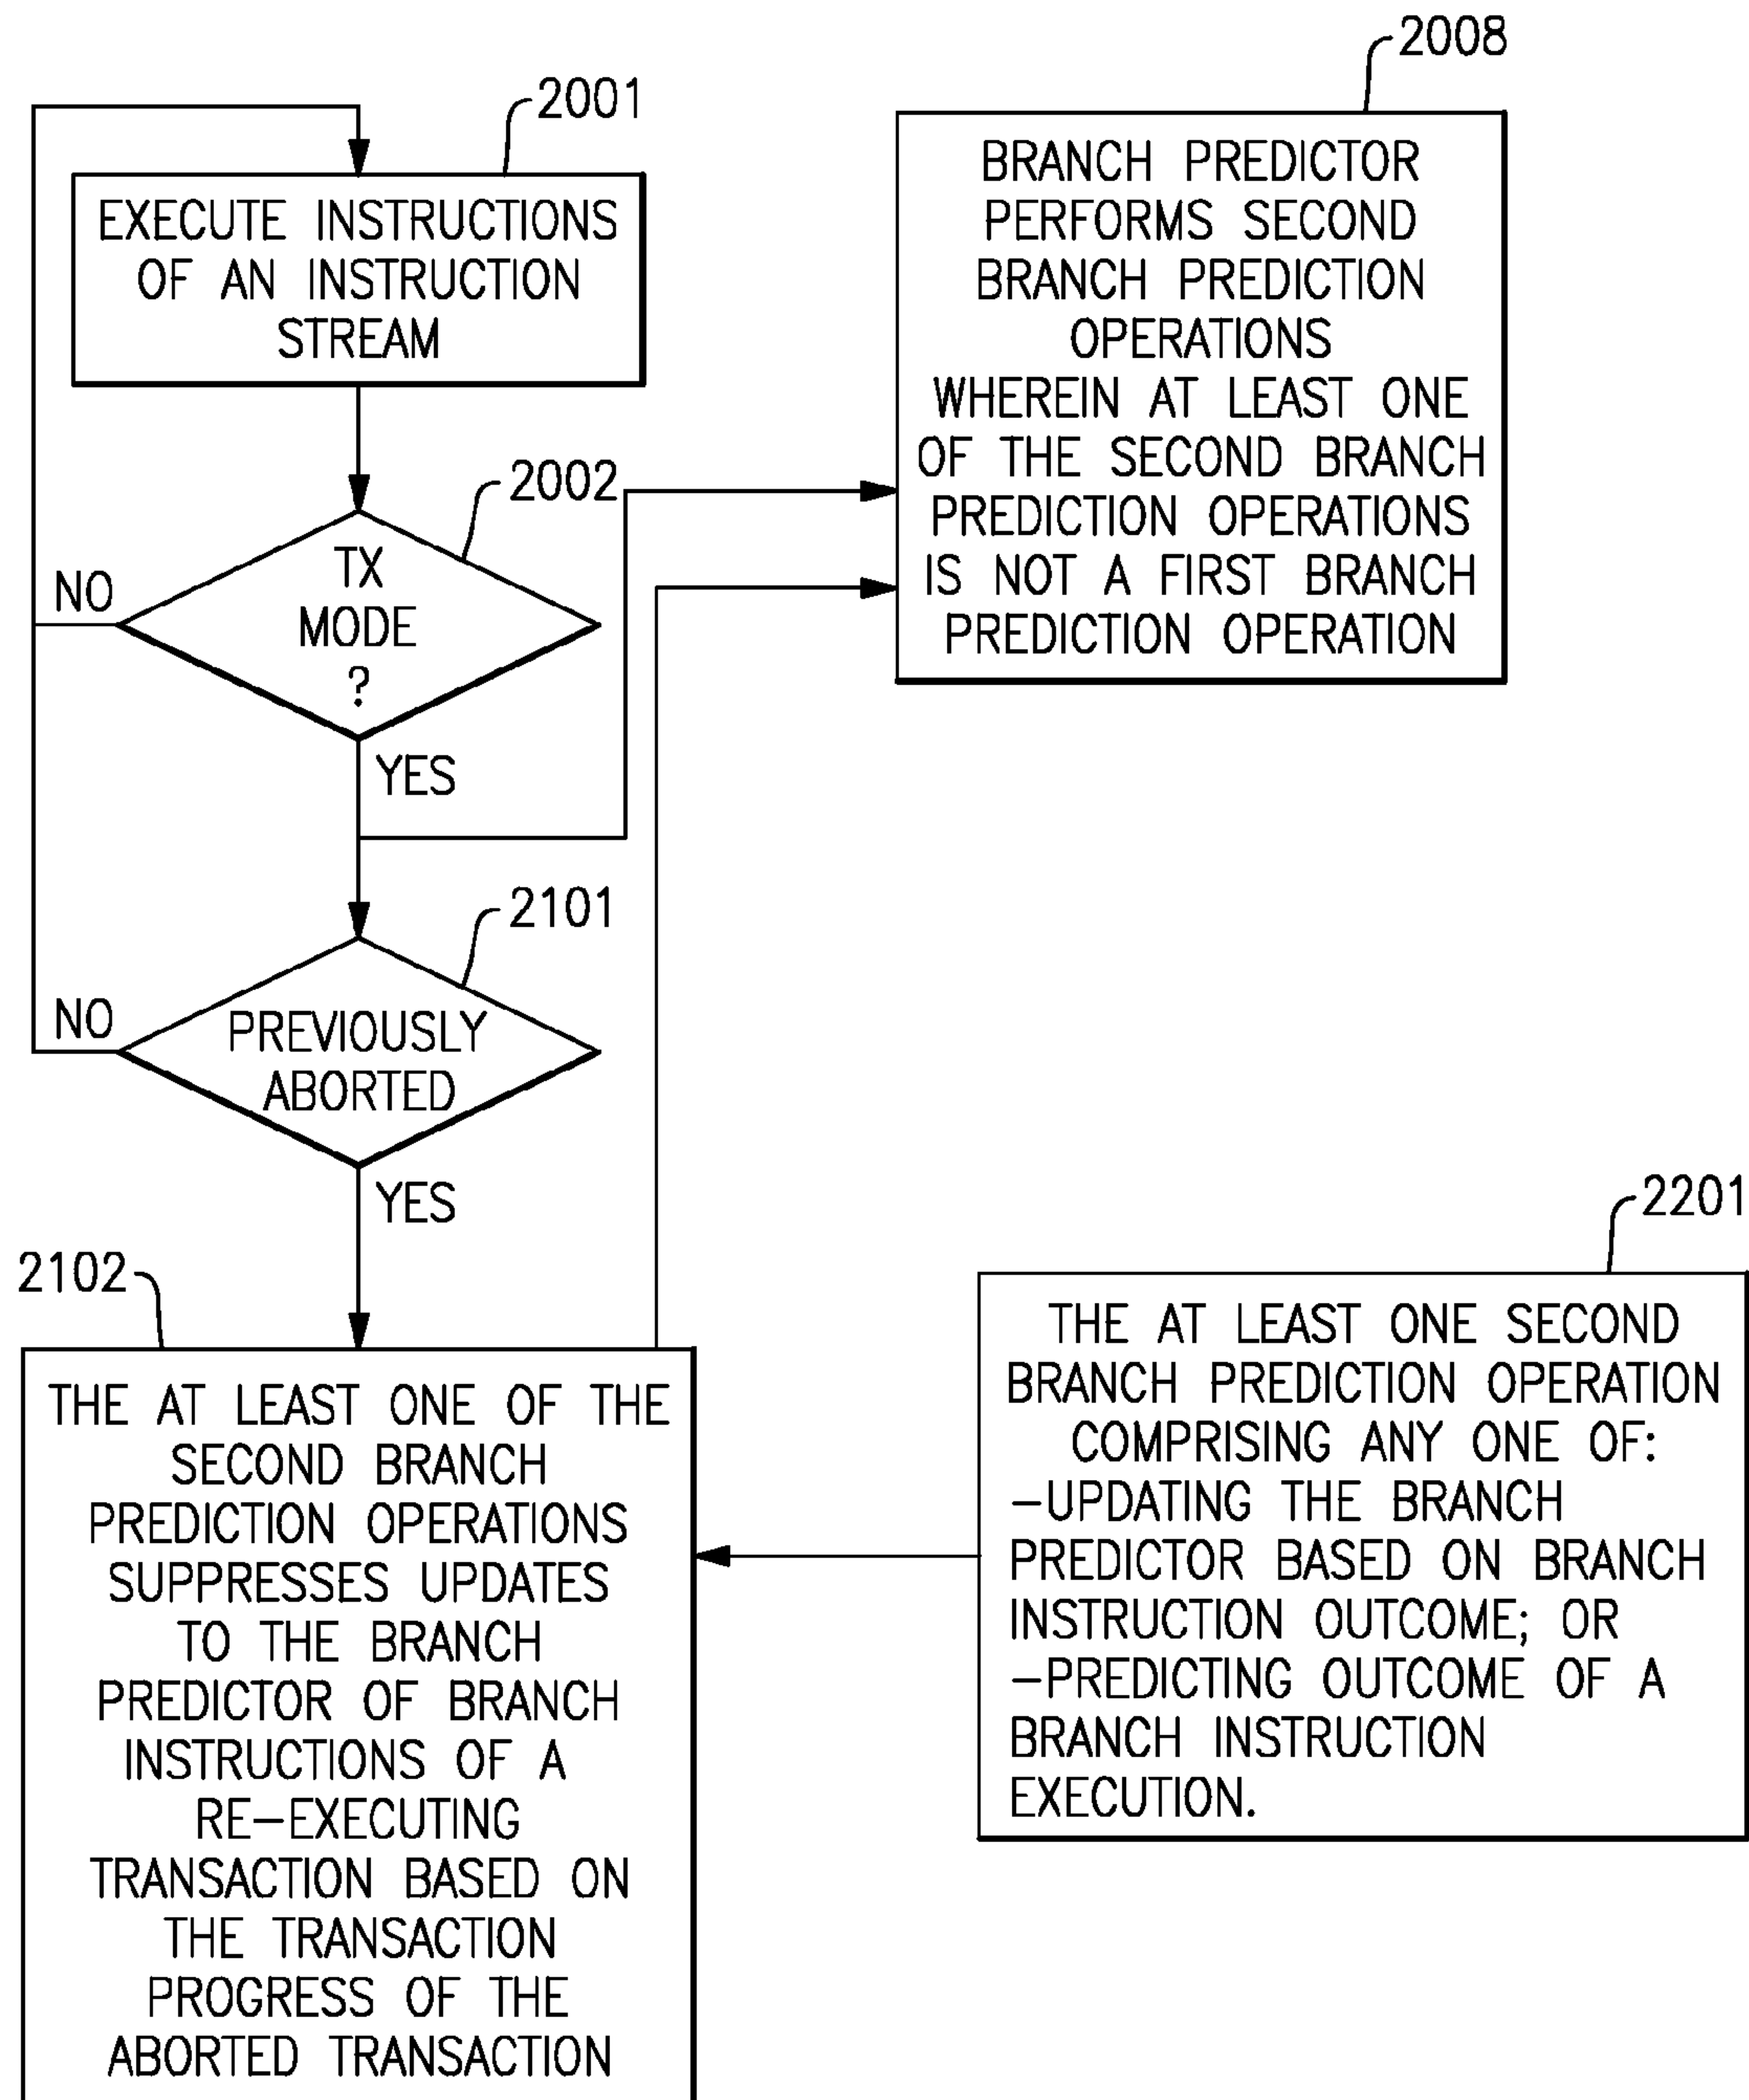 2001
EXECUTE INSTRUCTIONS
OF AN INSTRUCTION
STREAM
2002
TX
MODE
?
NO
YES
2101
PREVIOUSLY
ABORTED
NO
YES
2102
THE AT LEAST ONE OF THE
SECOND BRANCH
PREDICTION OPERATIONS
SUPPRESSES UPDATES
TO THE BRANCH
PREDICTOR OF BRANCH
INSTRUCTIONS OF A
RE-EXECUTING
TRANSACTION BASED ON
THE TRANSACTION
PROGRESS OF THE
ABORTED TRANSACTION
2008
BRANCH PREDICTOR
PERFORMS SECOND
BRANCH PREDICTION
OPERATIONS
WHEREIN AT LEAST ONE
OF THE SECOND BRANCH
PREDICTION OPERATIONS
IS NOT A FIRST BRANCH
PREDICTION OPERATION
2201
THE AT LEAST ONE SECOND
BRANCH PREDICTION OPERATION
COMPRISING ANY ONE OF:
-UPDATING THE BRANCH
PREDICTOR BASED ON BRANCH
INSTRUCTION OUTCOME; OR
-PREDICTING OUTCOME OF A
BRANCH INSTRUCTION
EXECUTION.